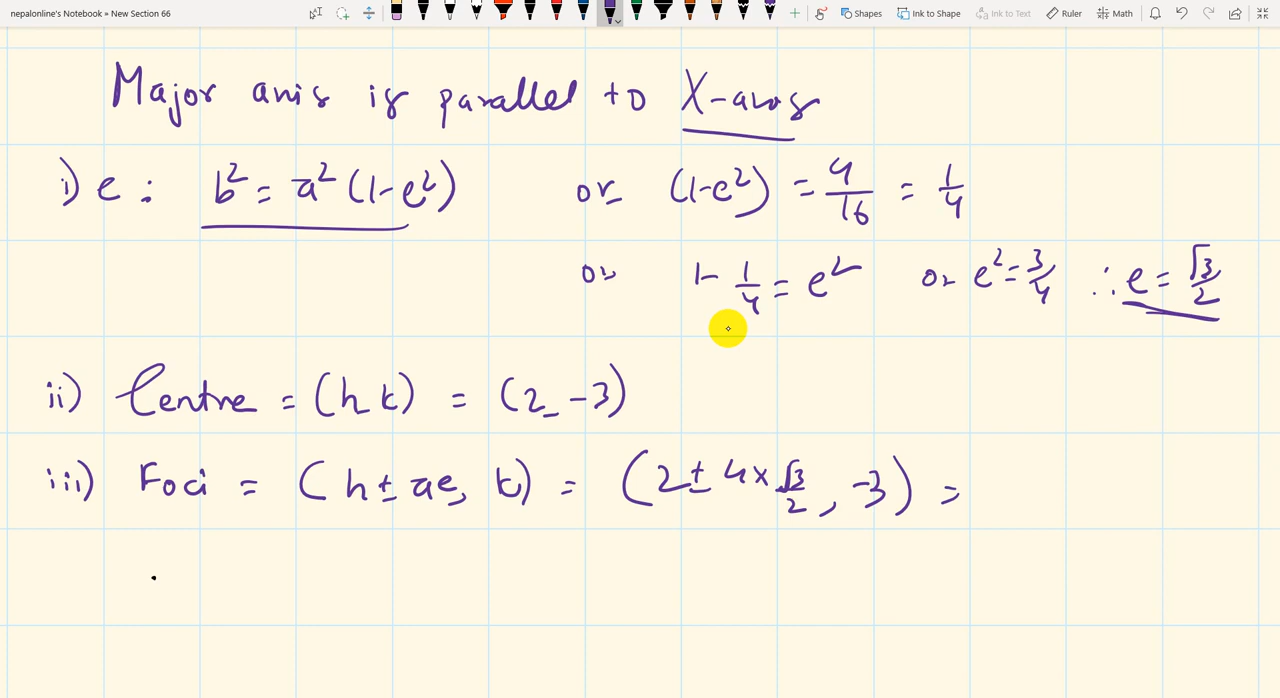 nepalonline's Notebook » New Section 66
Shapes Ink to Shape Ink to Text Ruler Math
Major axis is parallel to X-axis
i) e : b² = a² (1-e²) or (1-e²) = 4/16 = 1/4
or 1 - 1/4 = e² or e² = 3/4 ∴ e = √3/2
ii) Centre = (h k) = (2, -3)
iii) Foci = (h ± ae, k) = (2 ± 4 × √3/2, -3) =